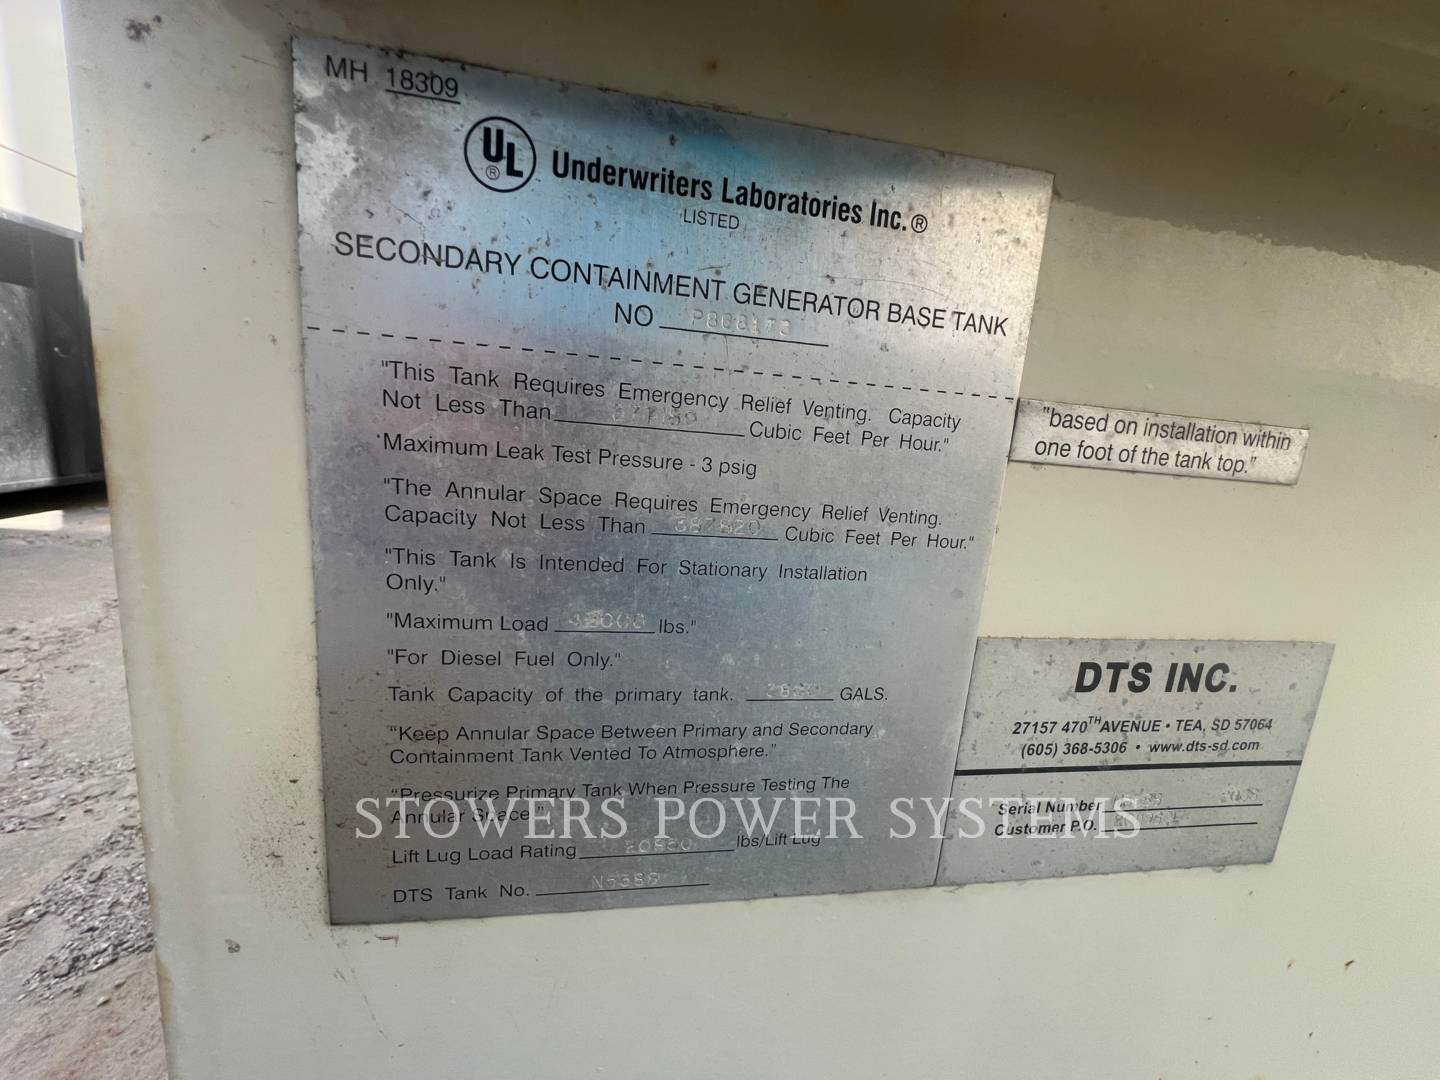 MH 18309
UL
®
Underwriters Laboratories Inc.®
LISTED
SECONDARY CONTAINMENT GENERATOR BASE TANK
NO
"This Tank Requires Emergency Relief Venting. Capacity
Not Less Than Cubic Feet Per Hour."
"based on installation within
one foot of the tank top."
Maximum Leak Test Pressure - 3 psig
"The Annular Space Requires Emergency Relief Venting.
Capacity Not Less Than Cubic Feet Per Hour."
"This Tank Is Intended For Stationary Installation
Only."
"Maximum Load lbs."
"For Diesel Fuel Only."
Tank Capacity of the primary tank. GALS.
"Keep Annular Space Between Primary and Secondary
Containment Tank Vented To Atmosphere."
"Pressurize Primary Tank When Pressure Testing The
Annular Space."
Lift Lug Load Rating lbs/Lift Lug
DTS Tank No.
DTS INC.
27157 470TH AVENUE • TEA, SD 57064
(605) 368-5306 • www.dts-sd.com
Serial Number
Customer P.O.
STOWERS POWER SYSTEMS